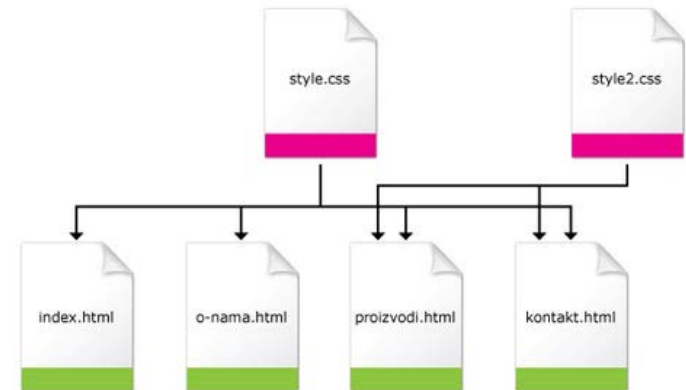 style.css
style2.css
index.html
o-nama.html
proizvodi.html
kontakt.html